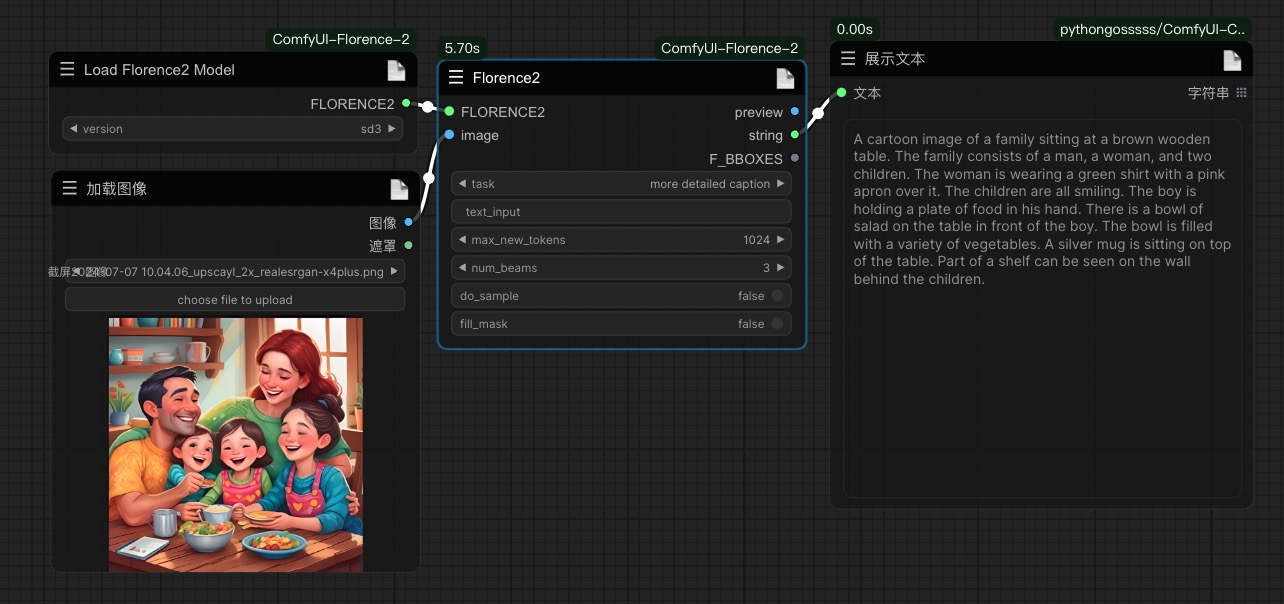 ComfyUI-Florence-2
Load Florence2 Model
FLORENCE2
version sd3
加载图像
图像
遮罩
截屏2024-07-07 10.04.06_upscayl_2x_realesrgan-x4plus.png
choose file to upload
5.70s ComfyUI-Florence-2
Florence2
FLORENCE2 preview
image string
F_BBOXES
task more detailed caption
text_input
max_new_tokens 1024
num_beams 3
do_sample false
fill_mask false
0.00s pythongosssss/ComfyUI-C..
展示文本
文本 字符串
A cartoon image of a family sitting at a brown wooden
table. The family consists of a man, a woman, and two
children. The woman is wearing a green shirt with a pink
apron over it. The children are all smiling. The boy is
holding a plate of food in his hand. There is a bowl of
salad on the table in front of the boy. The bowl is filled
with a variety of vegetables. A silver mug is sitting on top
of the table. Part of a shelf can be seen on the wall
behind the children.